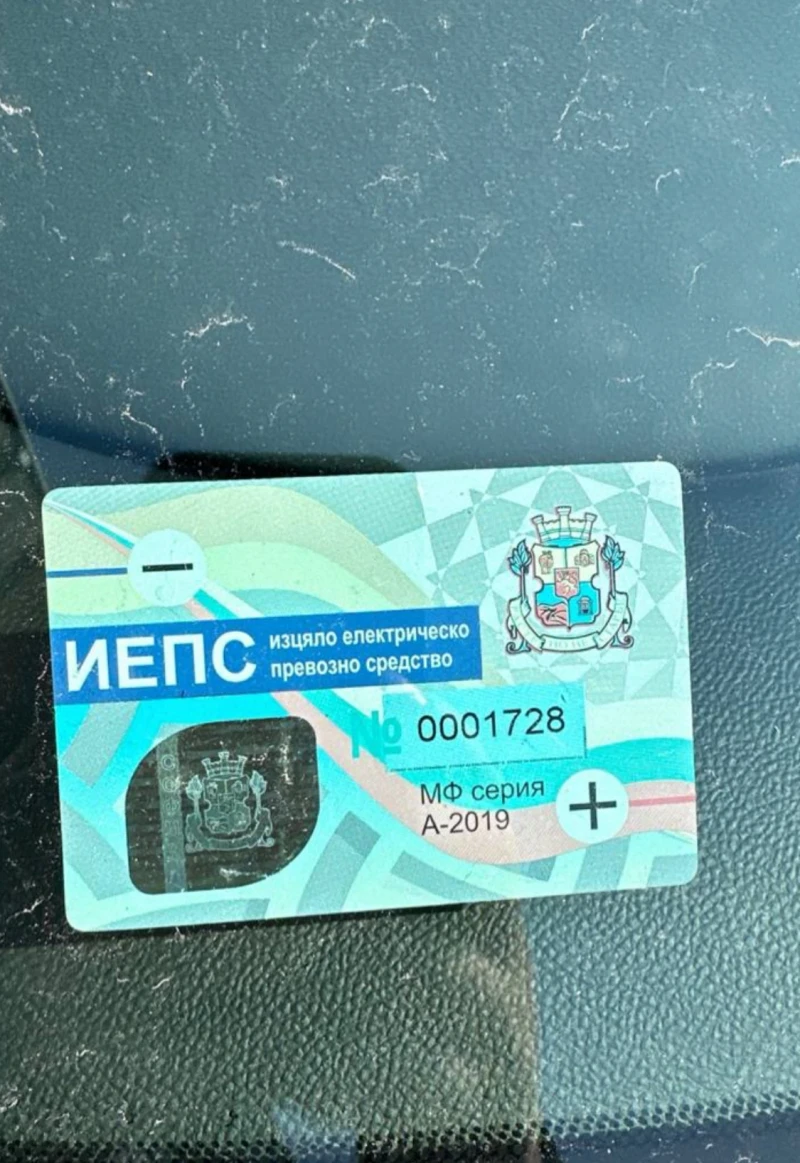 ИЕПС
изцяло електрическо
превозно средство
№ 0001728
МФ серия
А-2019